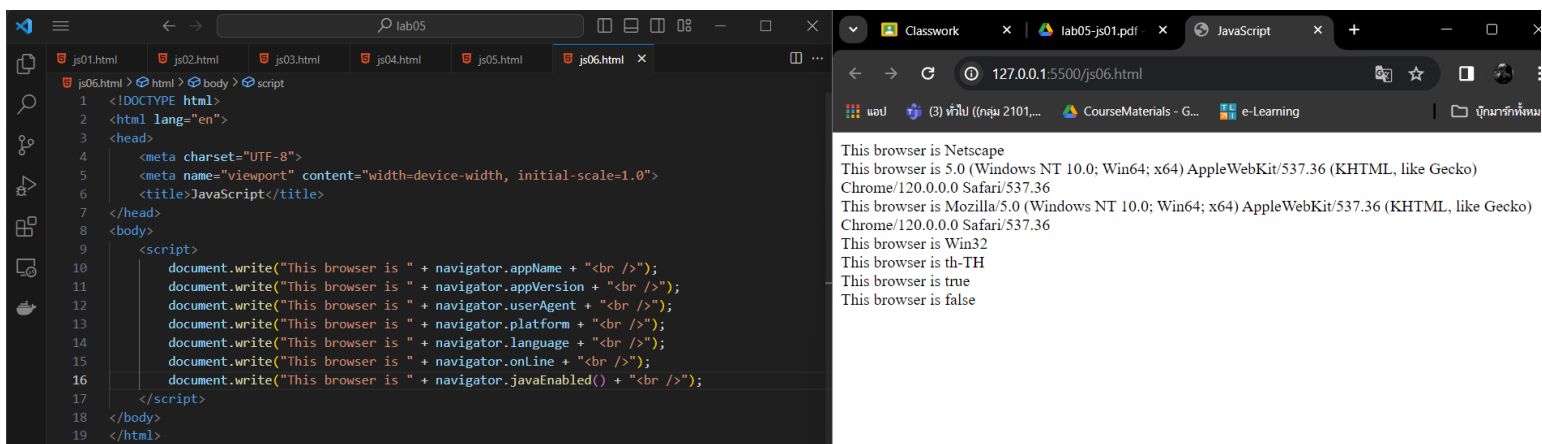 lab05
js01.html js02.html js03.html js04.html js05.html js06.html
js06.html > html > body > script
1 <!DOCTYPE html>
2 <html lang="en">
3 <head>
4 <meta charset="UTF-8">
5 <meta name="viewport" content="width=device-width, initial-scale=1.0">
6 <title>JavaScript</title>
7 </head>
8 <body>
9 <script>
10 document.write("This browser is " + navigator.appName + "<br />");
11 document.write("This browser is " + navigator.appVersion + "<br />");
12 document.write("This browser is " + navigator.userAgent + "<br />");
13 document.write("This browser is " + navigator.platform + "<br />");
14 document.write("This browser is " + navigator.language + "<br />");
15 document.write("This browser is " + navigator.onLine + "<br />");
16 document.write("This browser is " + navigator.javaEnabled() + "<br />");
17 </script>
18 </body>
19 </html>
Classwork lab05-js01.pdf - JavaScript
127.0.0.1:5500/js06.html
แอป (3) ทั่วไป ((กลุ่ม 2101,... CourseMaterials - G... e-Learning บุ๊กมาร์กทั้งหม
This browser is Netscape
This browser is 5.0 (Windows NT 10.0; Win64; x64) AppleWebKit/537.36 (KHTML, like Gecko)
Chrome/120.0.0.0 Safari/537.36
This browser is Mozilla/5.0 (Windows NT 10.0; Win64; x64) AppleWebKit/537.36 (KHTML, like Gecko)
Chrome/120.0.0.0 Safari/537.36
This browser is Win32
This browser is th-TH
This browser is true
This browser is false